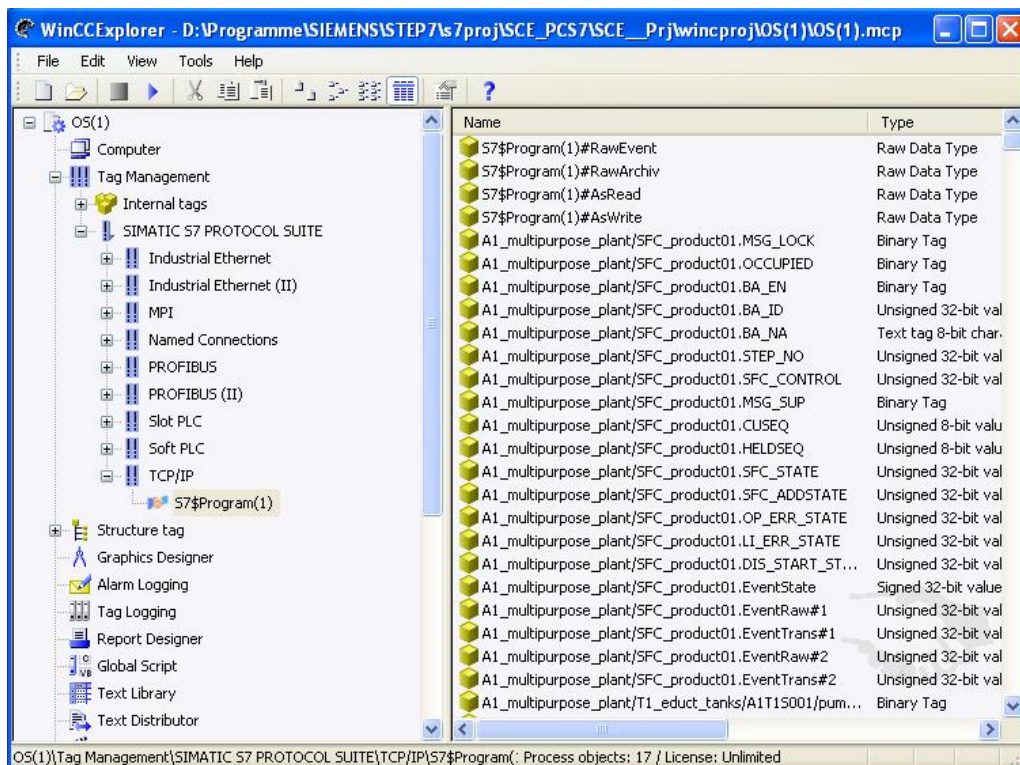 WinCCExplorer - D:\Programme\SIEMENS\STEP7\s7proj\SCE_PCS7\SCE__Prj\wincproj\OS(1)\OS(1).mcp
File Edit View Tools Help
OS(1)
Computer
Tag Management
Internal tags
SIMATIC S7 PROTOCOL SUITE
Industrial Ethernet
Industrial Ethernet (II)
MPI
Named Connections
PROFIBUS
PROFIBUS (II)
Slot PLC
Soft PLC
TCP/IP
S7$Program(1)
Structure tag
Graphics Designer
Alarm Logging
Tag Logging
Report Designer
Global Script
Text Library
Text Distributor
Name Type
S7$Program(1)#RawEvent Raw Data Type
S7$Program(1)#RawArchiv Raw Data Type
S7$Program(1)#AsRead Raw Data Type
S7$Program(1)#AsWrite Raw Data Type
A1_multipurpose_plant/SFC_product01.MSG_LOCK Binary Tag
A1_multipurpose_plant/SFC_product01.OCCUPIED Binary Tag
A1_multipurpose_plant/SFC_product01.BA_EN Binary Tag
A1_multipurpose_plant/SFC_product01.BA_ID Unsigned 32-bit val
A1_multipurpose_plant/SFC_product01.BA_NA Text tag 8-bit char
A1_multipurpose_plant/SFC_product01.STEP_NO Unsigned 32-bit val
A1_multipurpose_plant/SFC_product01.SFC_CONTROL Unsigned 32-bit val
A1_multipurpose_plant/SFC_product01.MSG_SUP Binary Tag
A1_multipurpose_plant/SFC_product01.CUSEQ Unsigned 8-bit valu
A1_multipurpose_plant/SFC_product01.HELDSEQ Unsigned 8-bit valu
A1_multipurpose_plant/SFC_product01.SFC_STATE Unsigned 32-bit val
A1_multipurpose_plant/SFC_product01.SFC_ADDSTATE Unsigned 32-bit val
A1_multipurpose_plant/SFC_product01.OP_ERR_STATE Unsigned 32-bit val
A1_multipurpose_plant/SFC_product01.LI_ERR_STATE Unsigned 32-bit val
A1_multipurpose_plant/SFC_product01.DIS_START_ST... Unsigned 32-bit val
A1_multipurpose_plant/SFC_product01.EventState Signed 32-bit value
A1_multipurpose_plant/SFC_product01.EventRaw#1 Unsigned 32-bit val
A1_multipurpose_plant/SFC_product01.EventTrans#1 Unsigned 32-bit val
A1_multipurpose_plant/SFC_product01.EventRaw#2 Unsigned 32-bit val
A1_multipurpose_plant/SFC_product01.EventTrans#2 Unsigned 32-bit val
A1_multipurpose_plant/T1_educt_tanks/A1T1S001/pum... Binary Tag
OS(1)\Tag Management\SIMATIC S7 PROTOCOL SUITE\TCP/IP\S7$Program(: Process objects: 17 / License: Unlimited